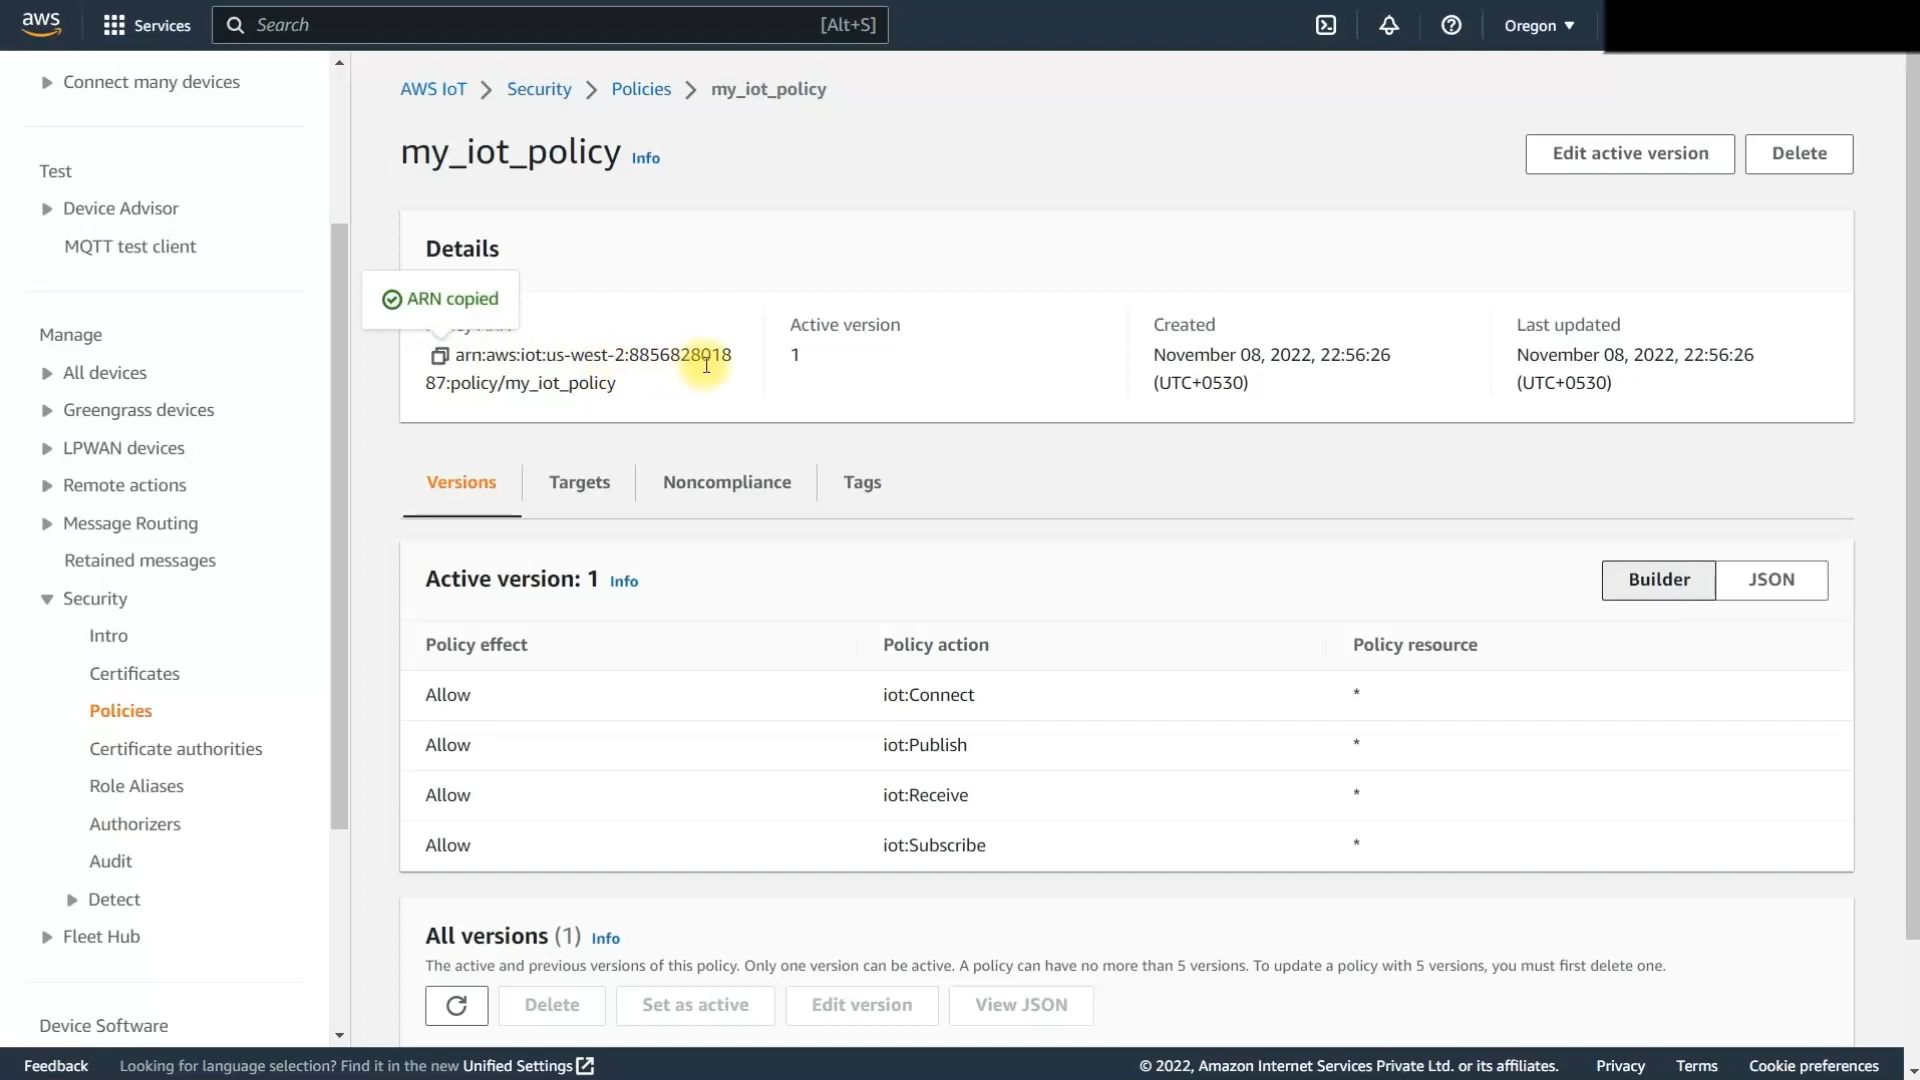 aws
Services
Search
[Alt+S]
Oregon
Connect many devices
Test
Device Advisor
MQTT test client
Manage
All devices
Greengrass devices
LPWAN devices
Remote actions
Message Routing
Retained messages
Security
Intro
Certificates
Policies
Certificate authorities
Role Aliases
Authorizers
Audit
Detect
Fleet Hub
Device Software
AWS IoT > Security > Policies > my_iot_policy
my_iot_policy Info
Edit active version
Delete
Details
ARN copied
arn:aws:iot:us-west-2:8856828018
87:policy/my_iot_policy
Active version
1
Created
November 08, 2022, 22:56:26
(UTC+0530)
Last updated
November 08, 2022, 22:56:26
(UTC+0530)
Versions
Targets
Noncompliance
Tags
Active version: 1 Info
Builder
JSON
Policy effect Policy action Policy resource
Allow iot:Connect *
Allow iot:Publish *
Allow iot:Receive *
Allow iot:Subscribe *
All versions (1) Info
The active and previous versions of this policy. Only one version can be active. A policy can have no more than 5 versions. To update a policy with 5 versions, you must first delete one.
Delete
Set as active
Edit version
View JSON
Feedback
Looking for language selection? Find it in the new Unified Settings
© 2022, Amazon Internet Services Private Ltd. or its affiliates.
Privacy
Terms
Cookie preferences